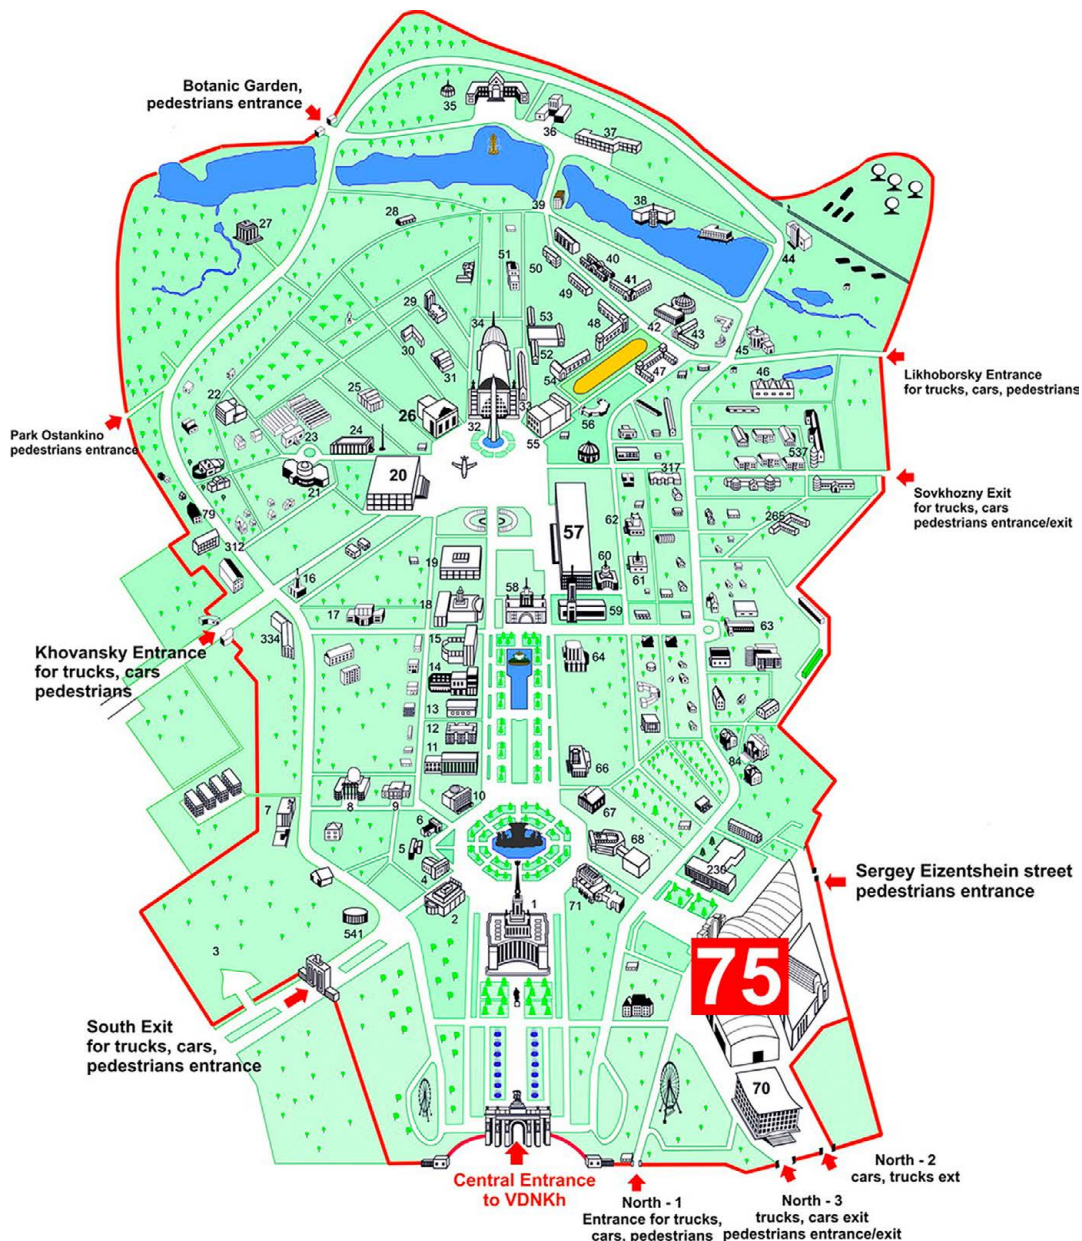 Botanic Garden,
pedestrians entrance
35
36
37
38
39
27
28
44
51
50
40
41
49
29
34
53
48
42
43
30
52
45
31
54
47
46
Likhoborsky Entrance
for trucks, cars, pedestrians
25
22
26
33
32
56
55
Park Ostankino
pedestrians entrance
23
24
537
20
317
21
Sovkhozny Exit
for trucks, cars
pedestrians entrance/exit
79
62
265
57
312
19
60
61
16
58
18
59
17
334
15
63
Khovansky Entrance
for trucks, cars
pedestrians
64
14
13
12
11
66
84
7
8
9
10
67
6
68
5
4
230
Sergey Eizentshein street
pedestrians entrance
2
1
71
541
3
75
South Exit
for trucks, cars,
pedestrians entrance
70
Central Entrance
to VDNKh
North - 2
cars, trucks ext
North - 1
Entrance for trucks,
cars, pedestrians
North - 3
trucks, cars exit
pedestrians entrance/exit